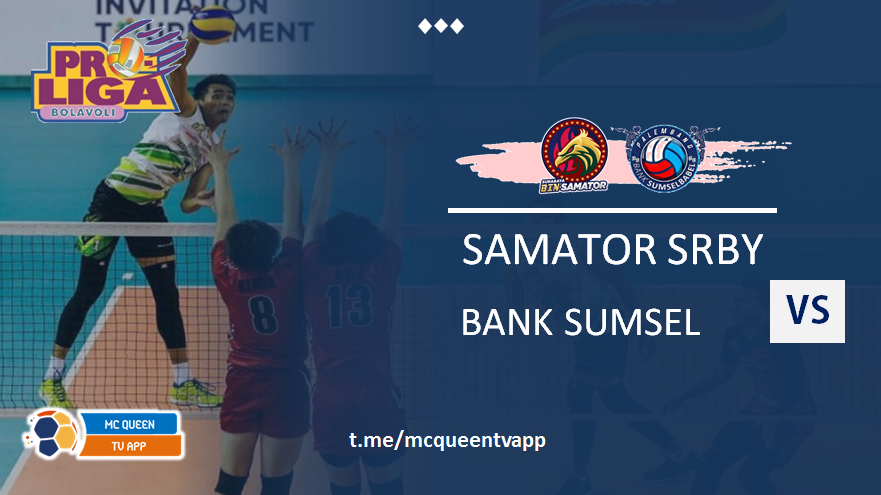 INVITATION
TOURNEMENT
PRO
LIGA
BOLAVOLI
SURABAYA
BIN SAMATOR
PALEMBANG
BANK SUMSELBABEL
SAMATOR SRBY
BANK SUMSEL
VS
8
13
MC QUEEN
TV APP
t.me/mcqueentvapp